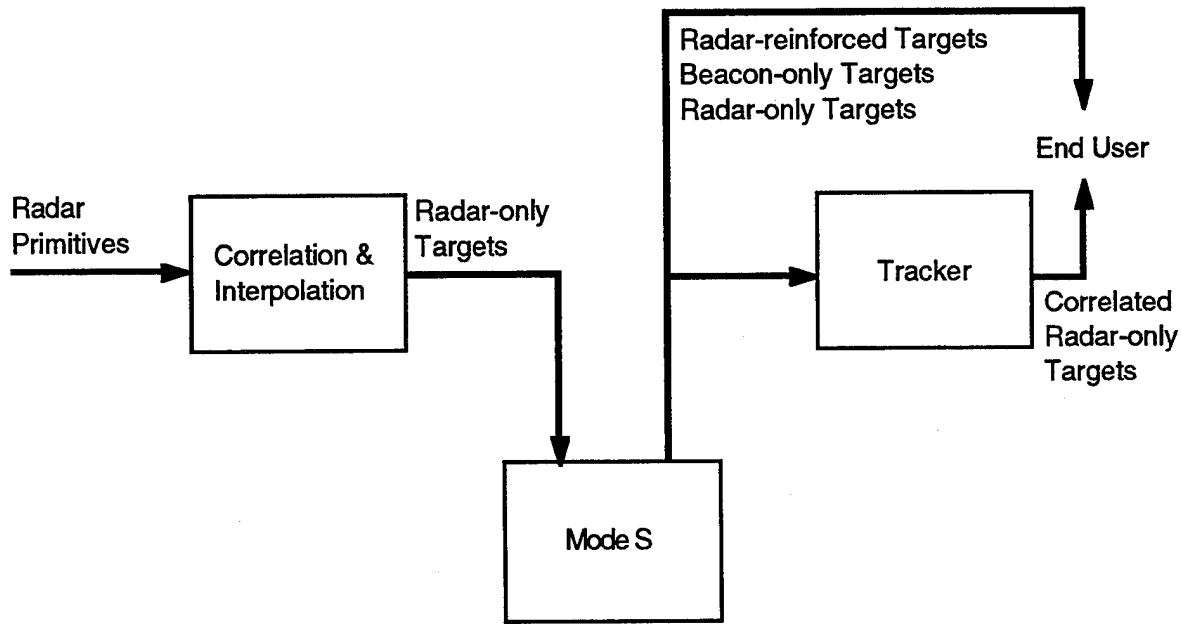 Radar-reinforced Targets
Beacon-only Targets
Radar-only Targets
End User
Radar
Primitives
Correlation &
Interpolation
Radar-only
Targets
Tracker
Correlated
Radar-only
Targets
Mode S